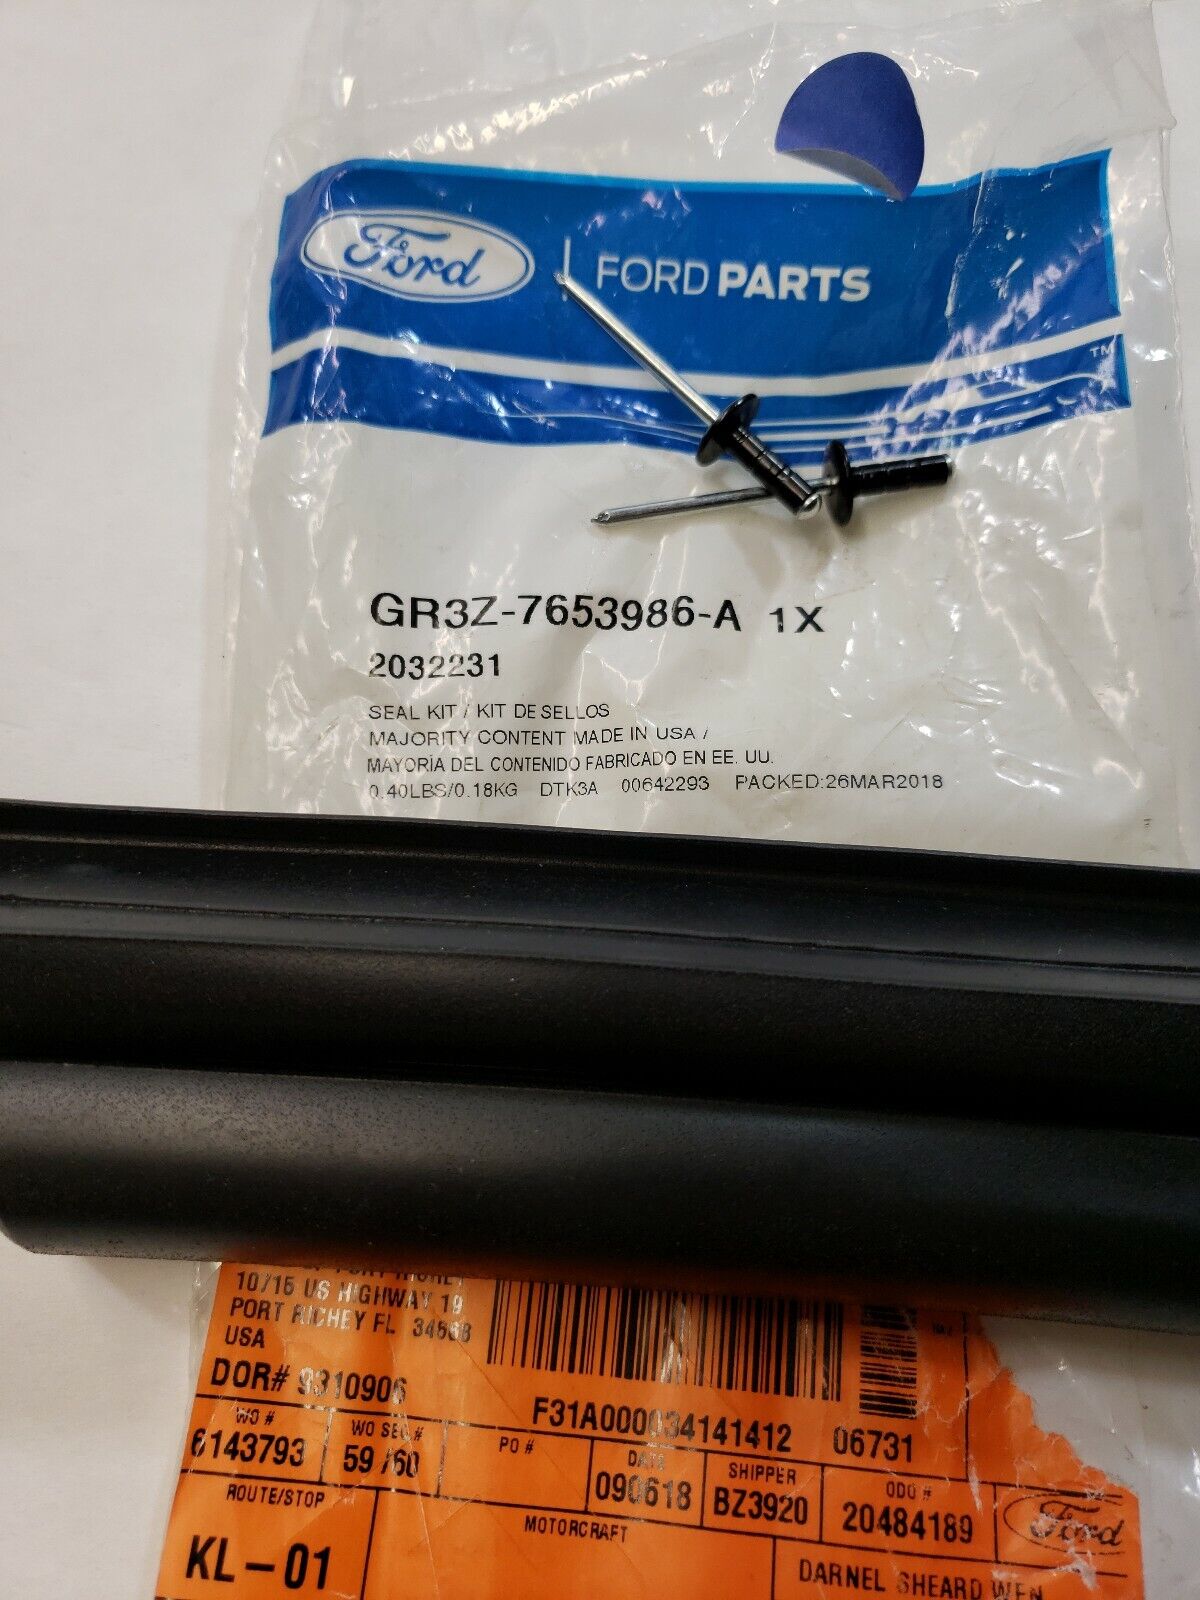 Ford
FORD PARTS
TM
GR3Z-7653986-A 1X
2032231
SEAL KIT / KIT DE SELLOS
MAJORITY CONTENT MADE IN USA /
MAYORÍA DEL CONTENIDO FABRICADO EN EE. UU.
0.40LBS/0.18KG DTK3A 00642293 PACKED:26MAR2018
10715 US HIGHWAY 19
PORT RICHEY FL 34668
USA
DOR# 9310906
F31A000034141412 06731
WO #
6143793
WO SEQ #
59 /60
PO #
DATE
090618
SHIPPER
BZ3920
ODO #
20484189
Ford
ROUTE/STOP
KL-01
MOTORCRAFT
DARNEL SHEARD WEN